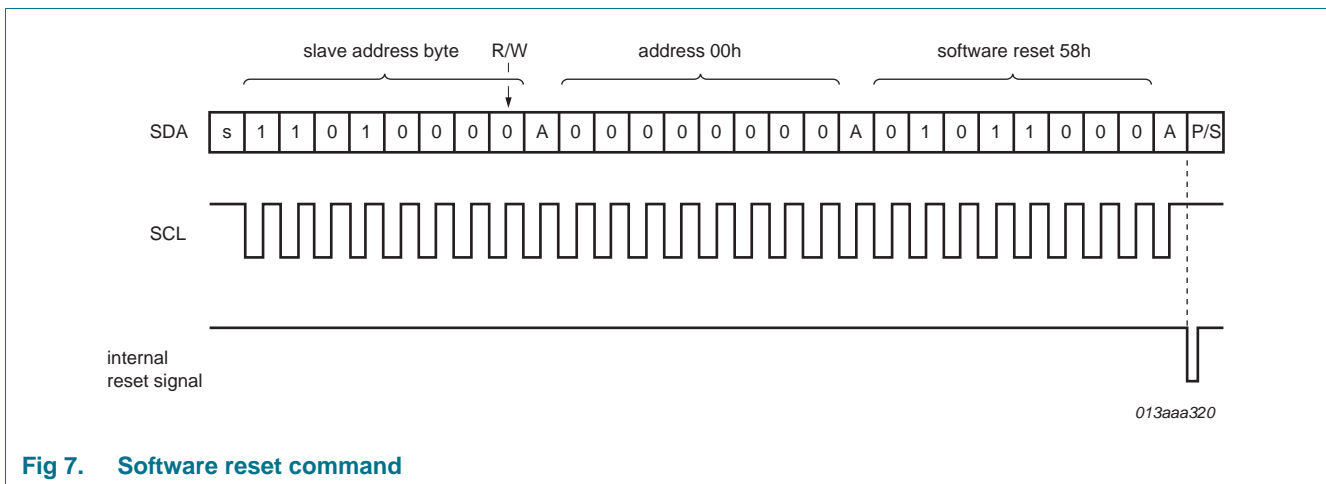 slave address byte R/W address 00h software reset 58h
SDA s 1 1 0 1 0 0 0 0 A 0 0 0 0 0 0 0 0 A 0 1 0 1 1 0 0 0 A P/S
SCL
internal
reset signal
013aaa320
Fig 7. Software reset command